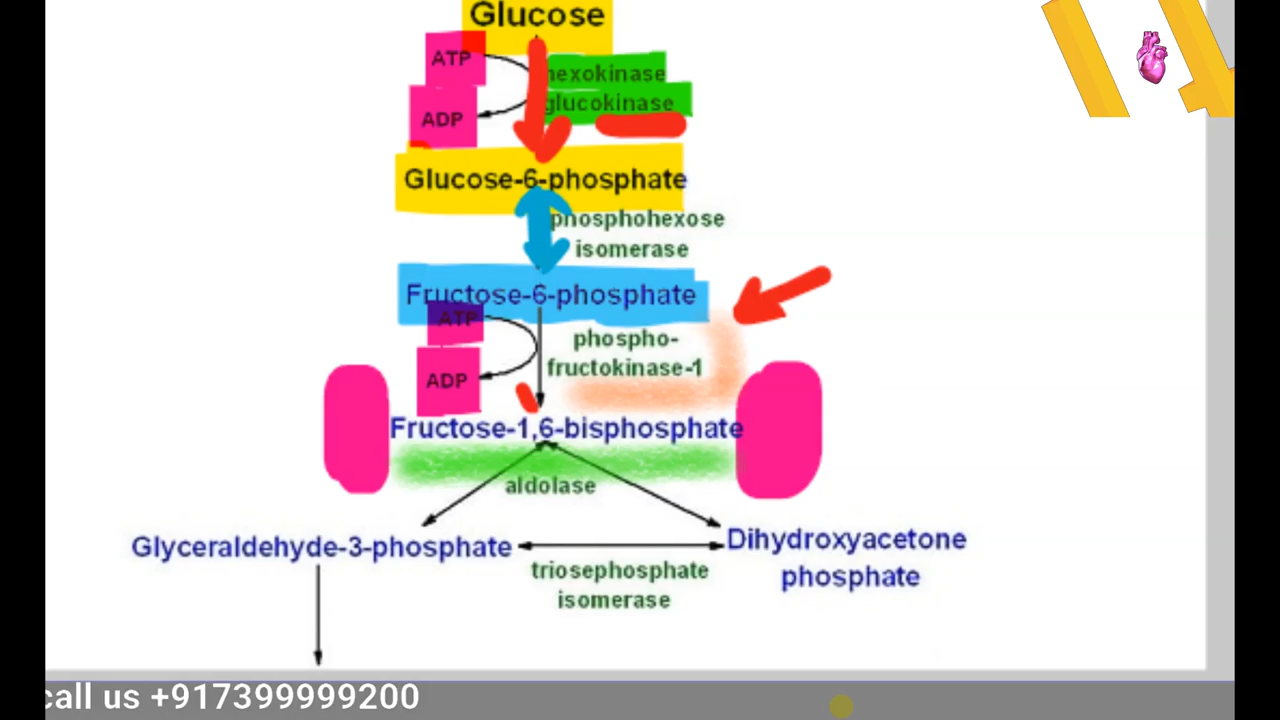 Glucose
ATP
hexokinase
ADP
glucokinase
Glucose-6-phosphate
phosphohexose
isomerase
Fructose-6-phosphate
ATP
phospho-
fructokinase-1
ADP
Fructose-1,6-bisphosphate
aldolase
Glyceraldehyde-3-phosphate
Dihydroxyacetone
phosphate
triosephosphate
isomerase
call us +917399999200